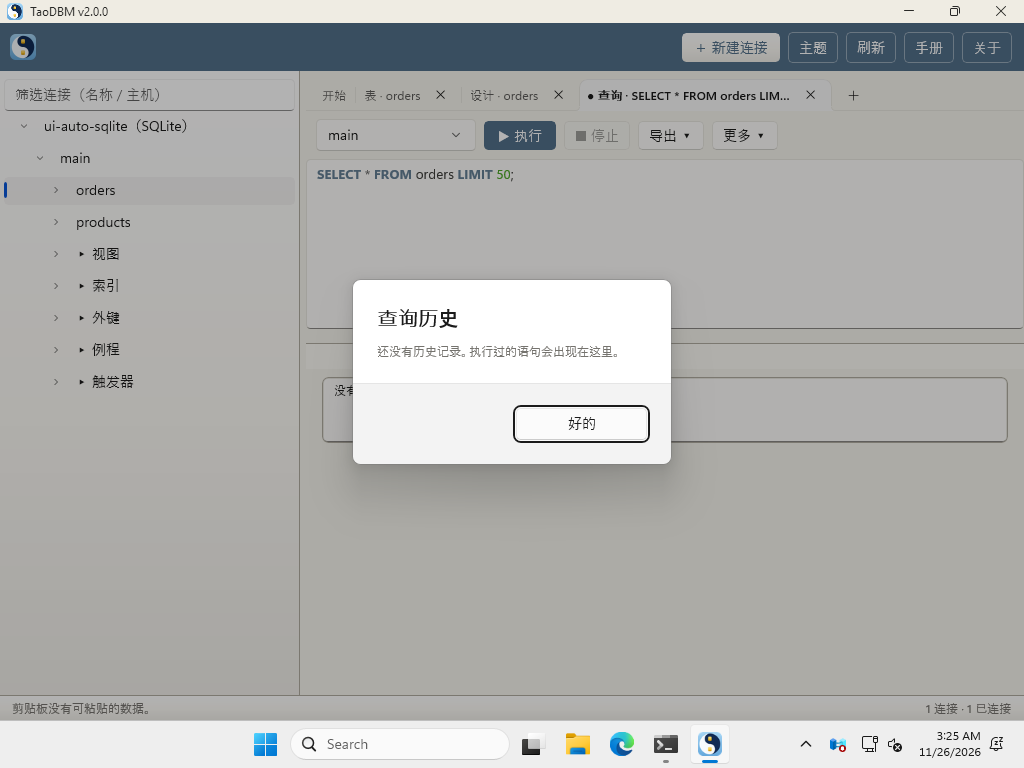 TaoDBM v2.0.0
+ 新建连接
主题
刷新
手册
关于
筛选连接（名称 / 主机）
ui-auto-sqlite（SQLite）
main
orders
products
视图
索引
外键
例程
触发器
开始
表 · orders
设计 · orders
● 查询 · SELECT * FROM orders LIM...
main
执行
停止
导出
更多
SELECT * FROM orders LIMIT 50;
没有
查询历史
还没有历史记录。执行过的语句会出现在这里。
好的
剪贴板没有可粘贴的数据。
1 连接 · 1 已连接
Search
3:25 AM
11/26/2026